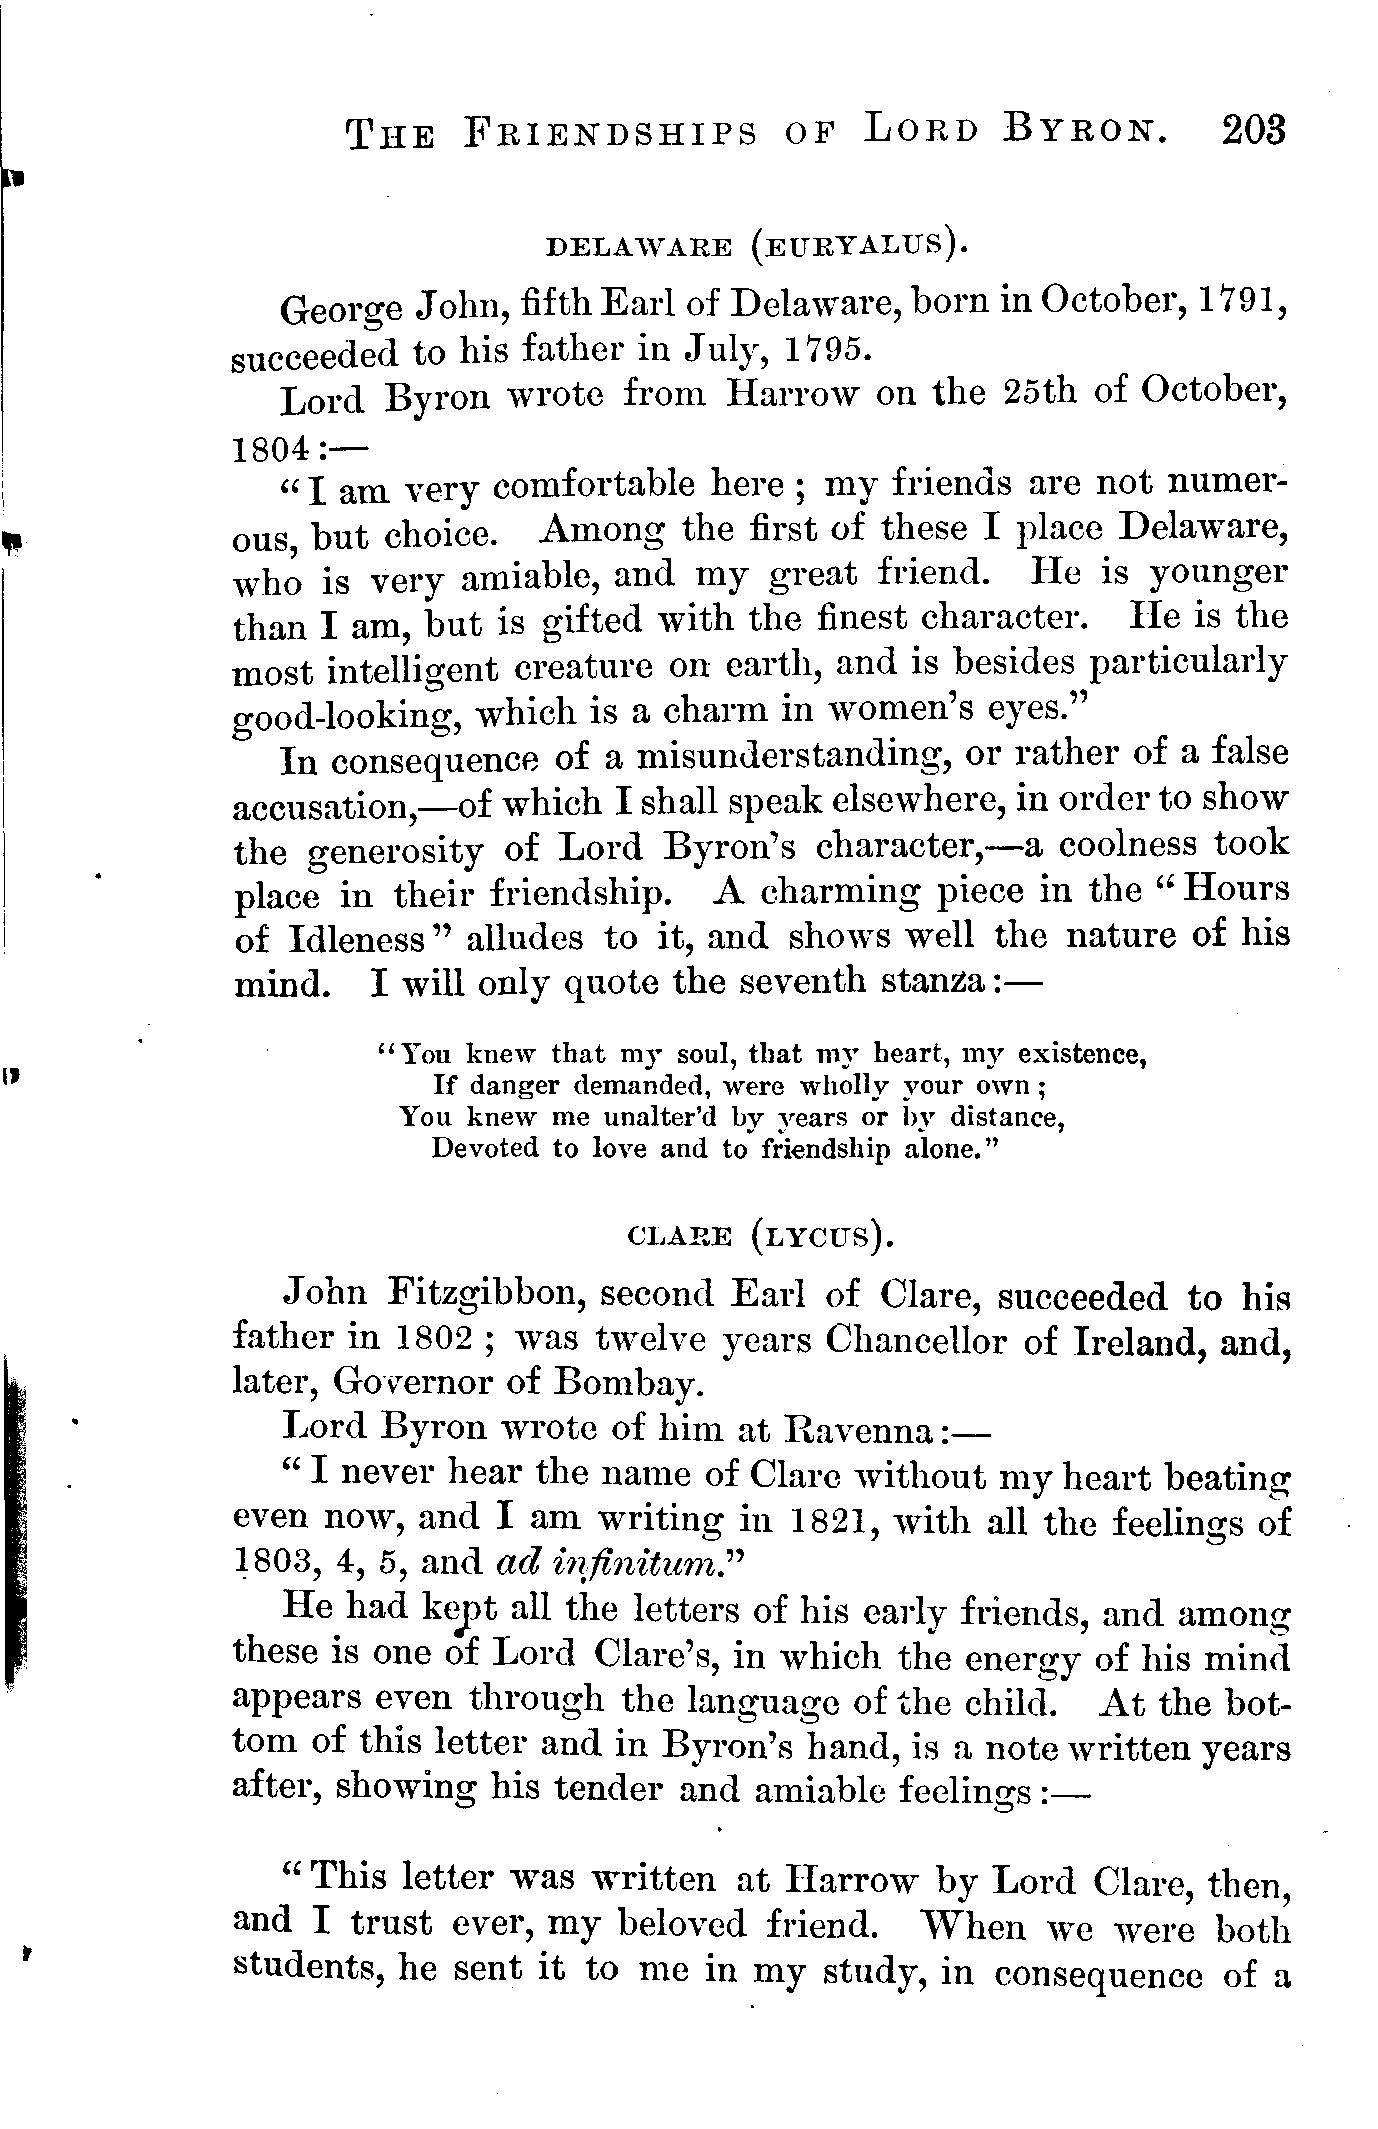 THE FRIENDSHIPS OF LORD BYRON. 203
DELAWARE (EURYALUS).
George John, fifth Earl of Delaware, born in October, 1791,
succeeded to his father in July, 1795.
Lord Byron wrote from Harrow on the 25th of October,
1804:—
"I am very comfortable here; my friends are not numer-
ous, but choice. Among the first of these I place Delaware,
who is very amiable, and my great friend. He is younger
than I am, but is gifted with the finest character. He is the
most intelligent creature on earth, and is besides particularly
good-looking, which is a charm in women's eyes."
In consequence of a misunderstanding, or rather of a false
accusation,—of which I shall speak elsewhere, in order to show
the generosity of Lord Byron's character,—a coolness took
place in their friendship. A charming piece in the "Hours
of Idleness" alludes to it, and shows well the nature of his
mind. I will only quote the seventh stanza:—
"You knew that my soul, that my heart, my existence,
If danger demanded, were wholly your own;
You knew me unalter'd by years or by distance,
Devoted to love and to friendship alone."
CLARE (LYCUS).
John Fitzgibbon, second Earl of Clare, succeeded to his
father in 1802; was twelve years Chancellor of Ireland, and,
later, Governor of Bombay.
Lord Byron wrote of him at Ravenna:—
"I never hear the name of Clare without my heart beating
even now, and I am writing in 1821, with all the feelings of
1803, 4, 5, and ad infinitum."
He had kept all the letters of his early friends, and among
these is one of Lord Clare's, in which the energy of his mind
appears even through the language of the child. At the bot-
tom of this letter and in Byron's hand, is a note written years
after, showing his tender and amiable feelings:—
"This letter was written at Harrow by Lord Clare, then,
and I trust ever, my beloved friend. When we were both
students, he sent it to me in my study, in consequence of a